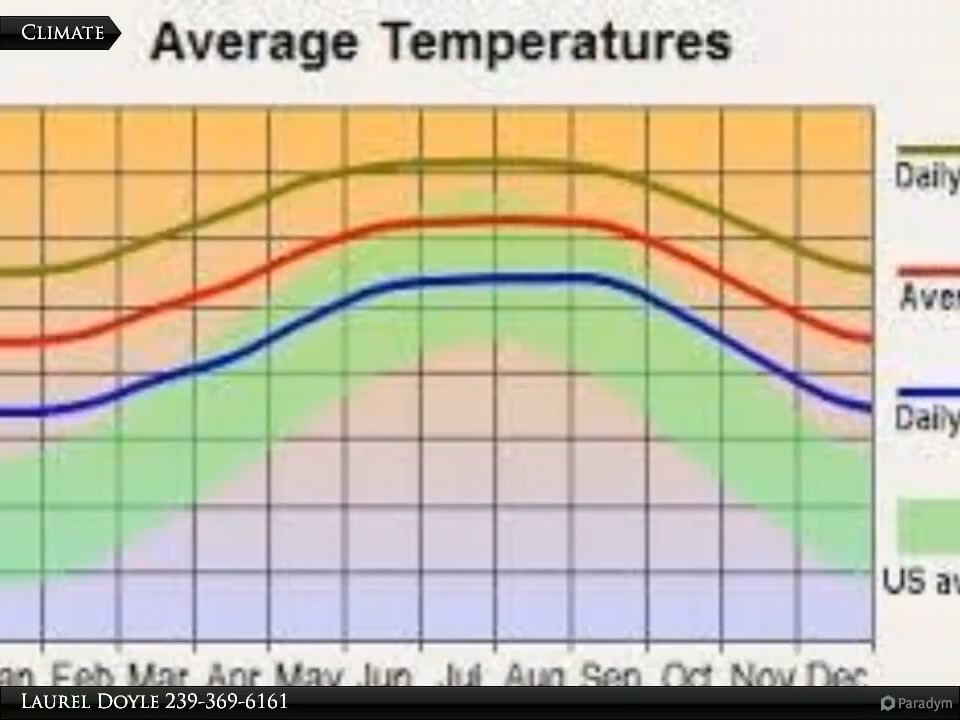 CLIMATE
Average Temperatures
Daily
Aver
Daily
US av
an Feb Mar Apr May Jun Jul Aug Sep Oct Nov Dec
LAUREL DOYLE 239-369-6161
Paradym